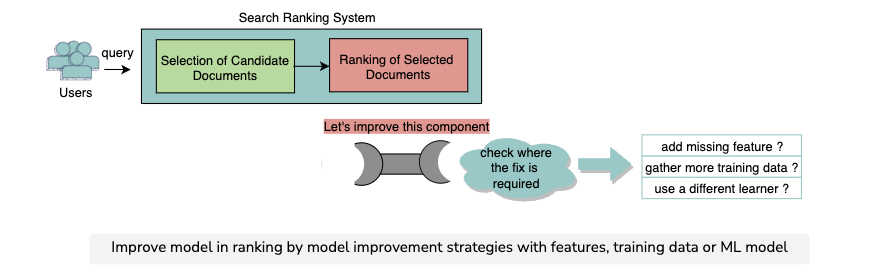 Search Ranking System
query
Users
Selection of Candidate
Documents
Ranking of Selected
Documents
Let's improve this component
check where
the fix is
required
add missing feature ?
gather more training data ?
use a different learner ?
Improve model in ranking by model improvement strategies with features, training data or ML model